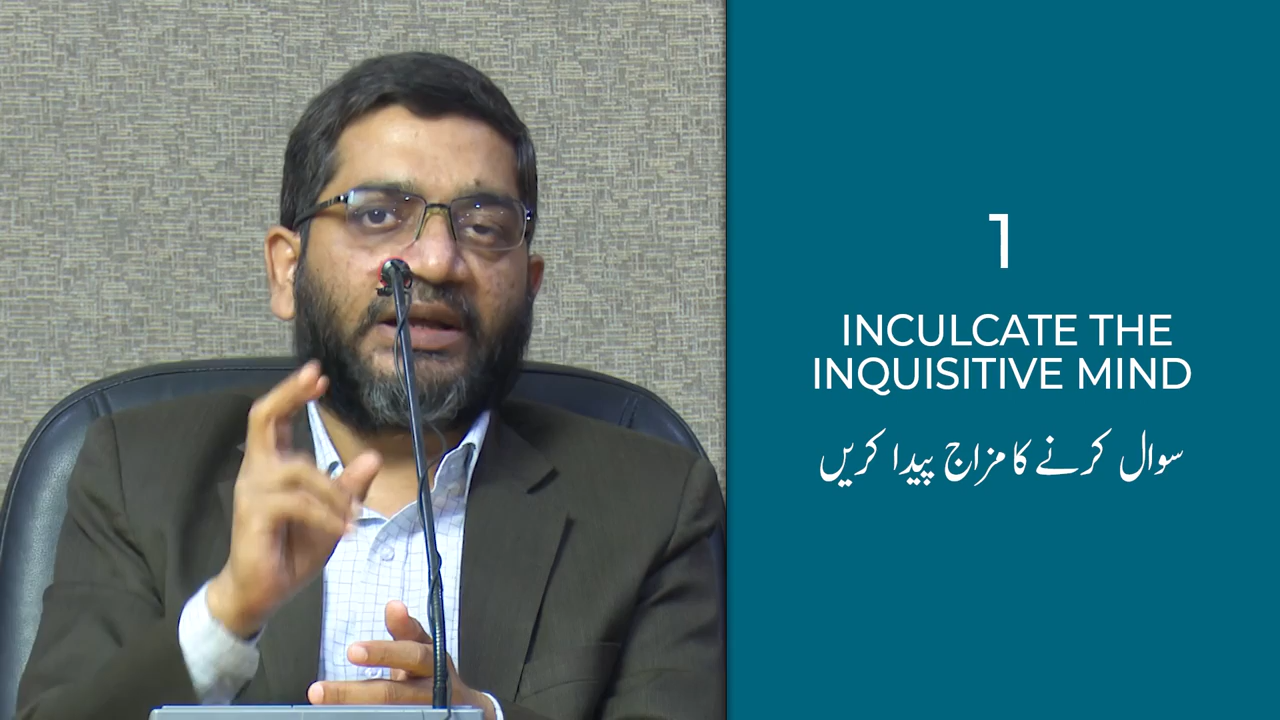 1
INCULCATE THE
INQUISITIVE MIND
سوال کرنے کا مزاج پیدا کریں